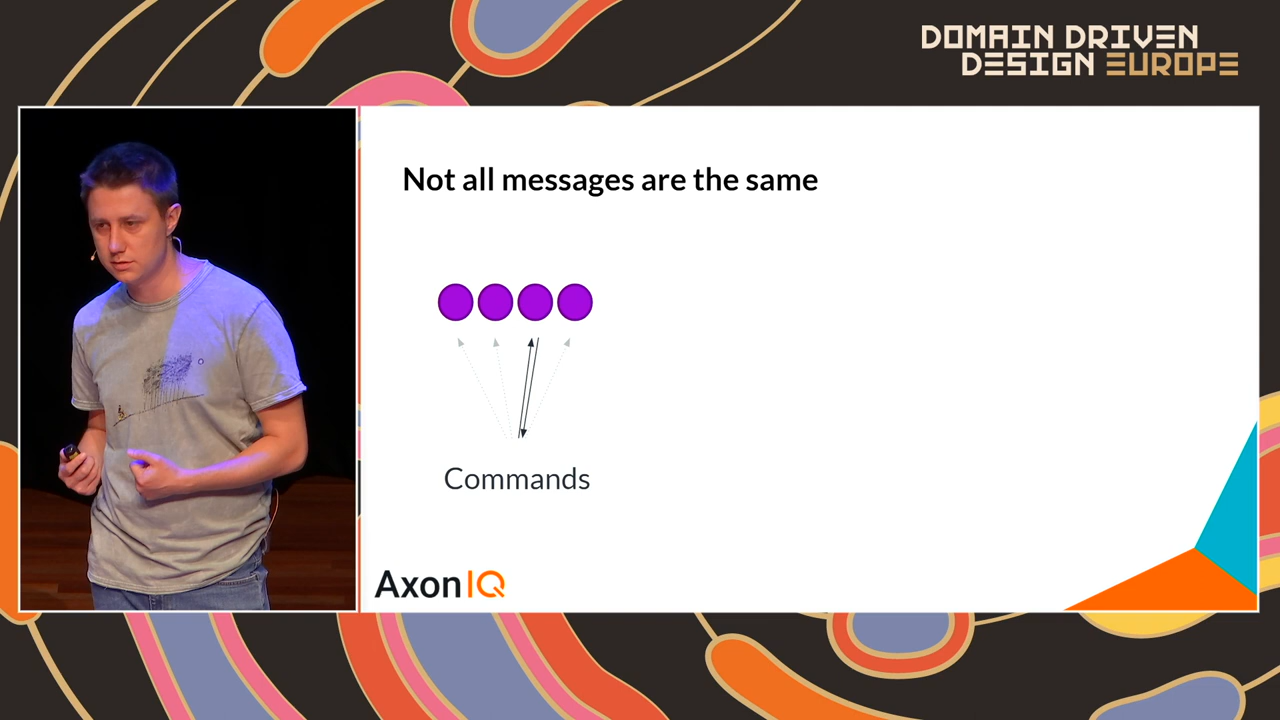 DOMAIN DRIVEN
DESIGN EUROPE
Not all messages are the same
Commands
AxonIQ